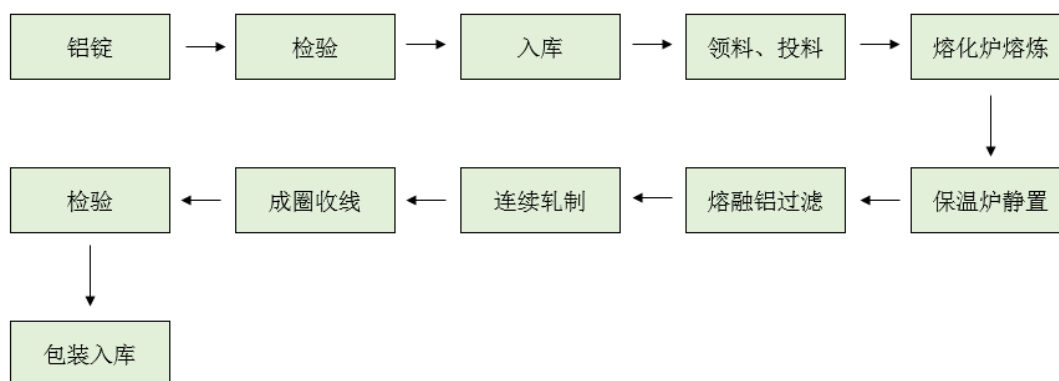 铝锭
检验
入库
领料、投料
熔化炉熔炼
保温炉静置
熔融铝过滤
连续轧制
成圈收线
检验
包装入库